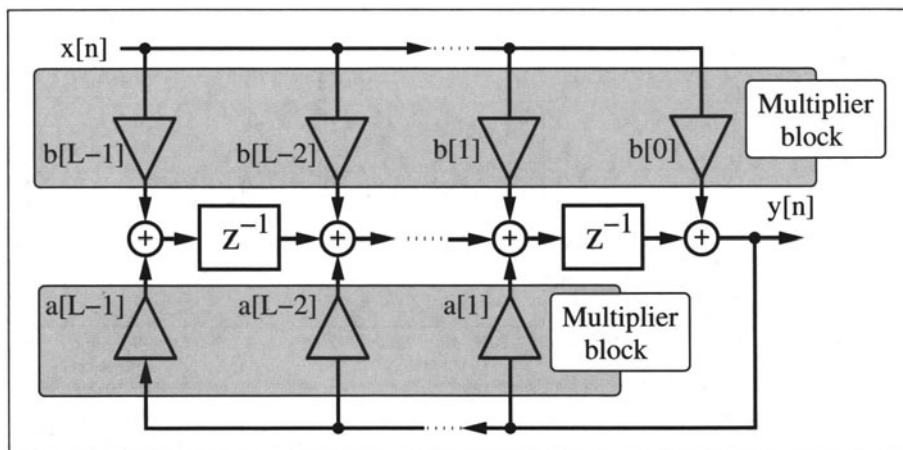 x[n]
Multiplier
block
b[L−1]
b[L−2]
b[1]
b[0]
y[n]
+
z⁻¹
+
+
z⁻¹
+
a[L−1]
a[L−2]
a[1]
Multiplier
block